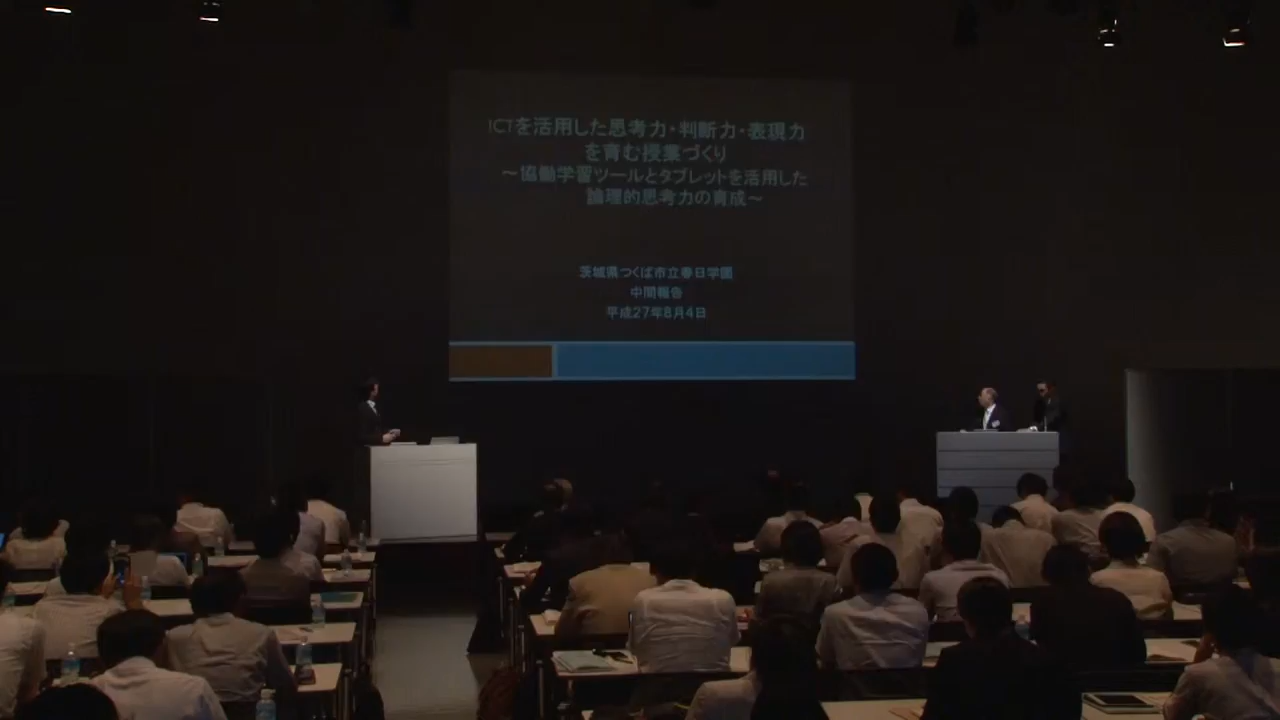 ICTを活用した思考力・判断力・表現力
を育む授業づくり
～協働学習ツールとタブレットを活用した
論理的思考力の育成～
茨城県つくば市立春日学園
中間報告
平成27年8月4日